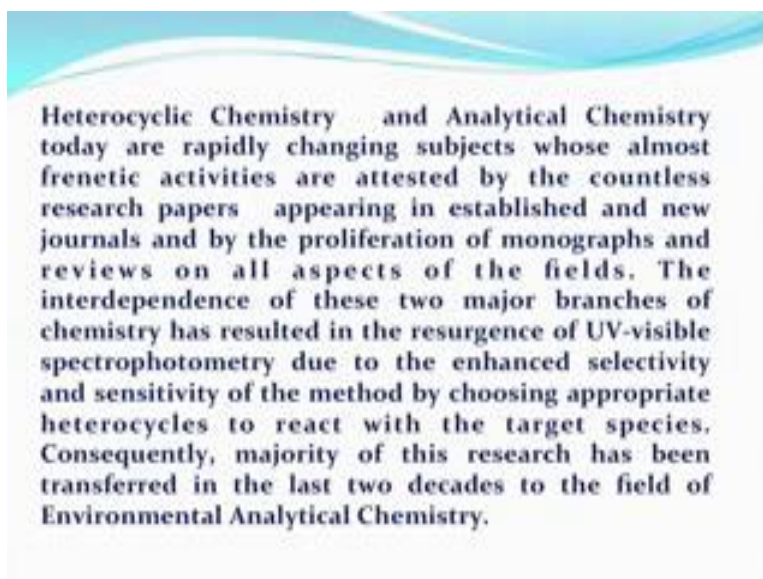 Heterocyclic Chemistry and Analytical Chemistry
today are rapidly changing subjects whose almost
frenetic activities are attested by the countless
research papers appearing in established and new
journals and by the proliferation of monographs and
reviews on all aspects of the fields. The
interdependence of these two major branches of
chemistry has resulted in the resurgence of UV-visible
spectrophotometry due to the enhanced selectivity
and sensitivity of the method by choosing appropriate
heterocycles to react with the target species.
Consequently, majority of this research has been
transferred in the last two decades to the field of
Environmental Analytical Chemistry.